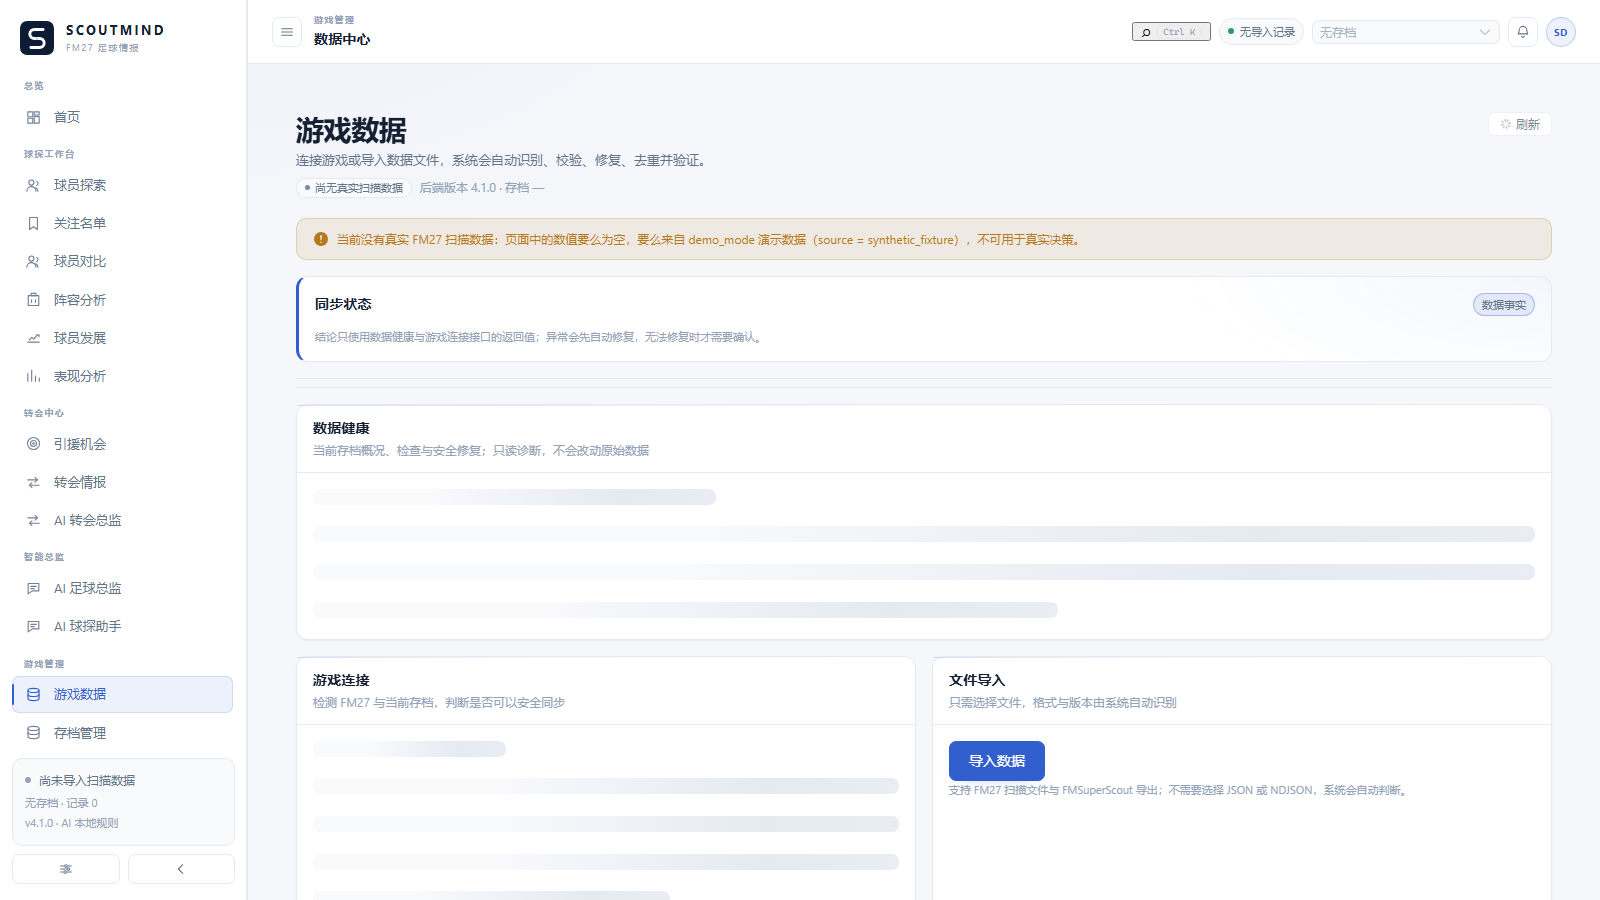 SCOUTMIND
FM27 足球情报
总览
首页
球探工作台
球员探索
关注名单
球员对比
阵容分析
球员发展
表现分析
转会中心
引援机会
转会情报
AI 转会总监
智能总监
AI 足球总监
AI 球探助手
游戏管理
游戏数据
存档管理
尚未导入扫描数据
无存档 · 记录 0
v4.1.0 · AI 本地规则
游戏管理
数据中心
Ctrl K
无导入记录
无存档
SD
游戏数据
刷新
连接游戏或导入数据文件，系统会自动识别、校验、修复、去重并验证。
尚无真实扫描数据
后端版本 4.1.0 · 存档 —
当前没有真实 FM27 扫描数据：页面中的数值要么为空，要么来自 demo_mode 演示数据（source = synthetic_fixture），不可用于真实决策。
同步状态
数据事实
结论只使用数据健康与游戏连接接口的返回值；异常会先自动修复，无法修复时才需要确认。
数据健康
当前存档概况、检查与安全修复；只读诊断，不会改动原始数据
游戏连接
检测 FM27 与当前存档，判断是否可以安全同步
文件导入
只需选择文件，格式与版本由系统自动识别
导入数据
支持 FM27 扫描文件与 FMSuperScout 导出；不需要选择 JSON 或 NDJSON，系统会自动判断。